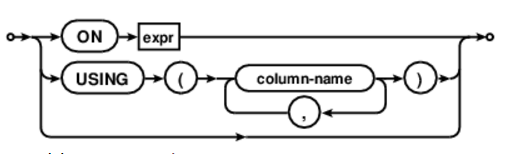 ON expr
USING ( column-name )
,